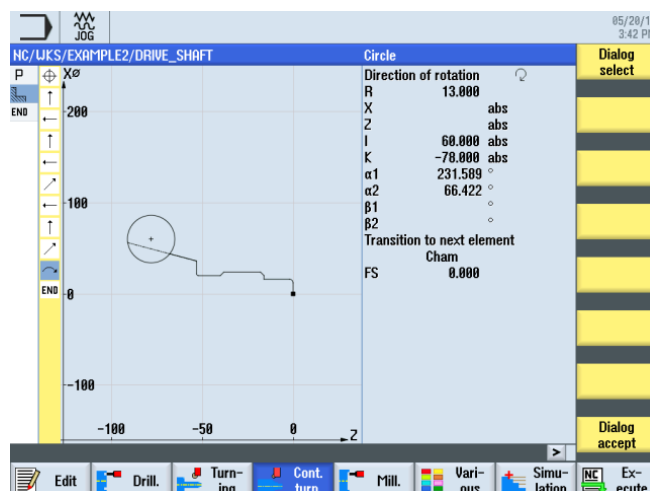 JOG
05/20/1
3:42 PM
NC/WKS/EXAMPLE2/DRIVE_SHAFT
Circle
Dialog
select
P
END
END
XØ
200
100
0
-100
-100
-50
0
Z
Direction of rotation
R 13.000
X abs
Z abs
I 60.000 abs
K -78.000 abs
α1 231.589 °
α2 66.422 °
β1 °
β2 °
Transition to next element
Cham
FS 0.000
Dialog
accept
>
Edit
Drill.
Turn-
ing
Cont.
turn.
Mill.
Vari-
ous
Simu-
lation
NC
Ex-
ecute